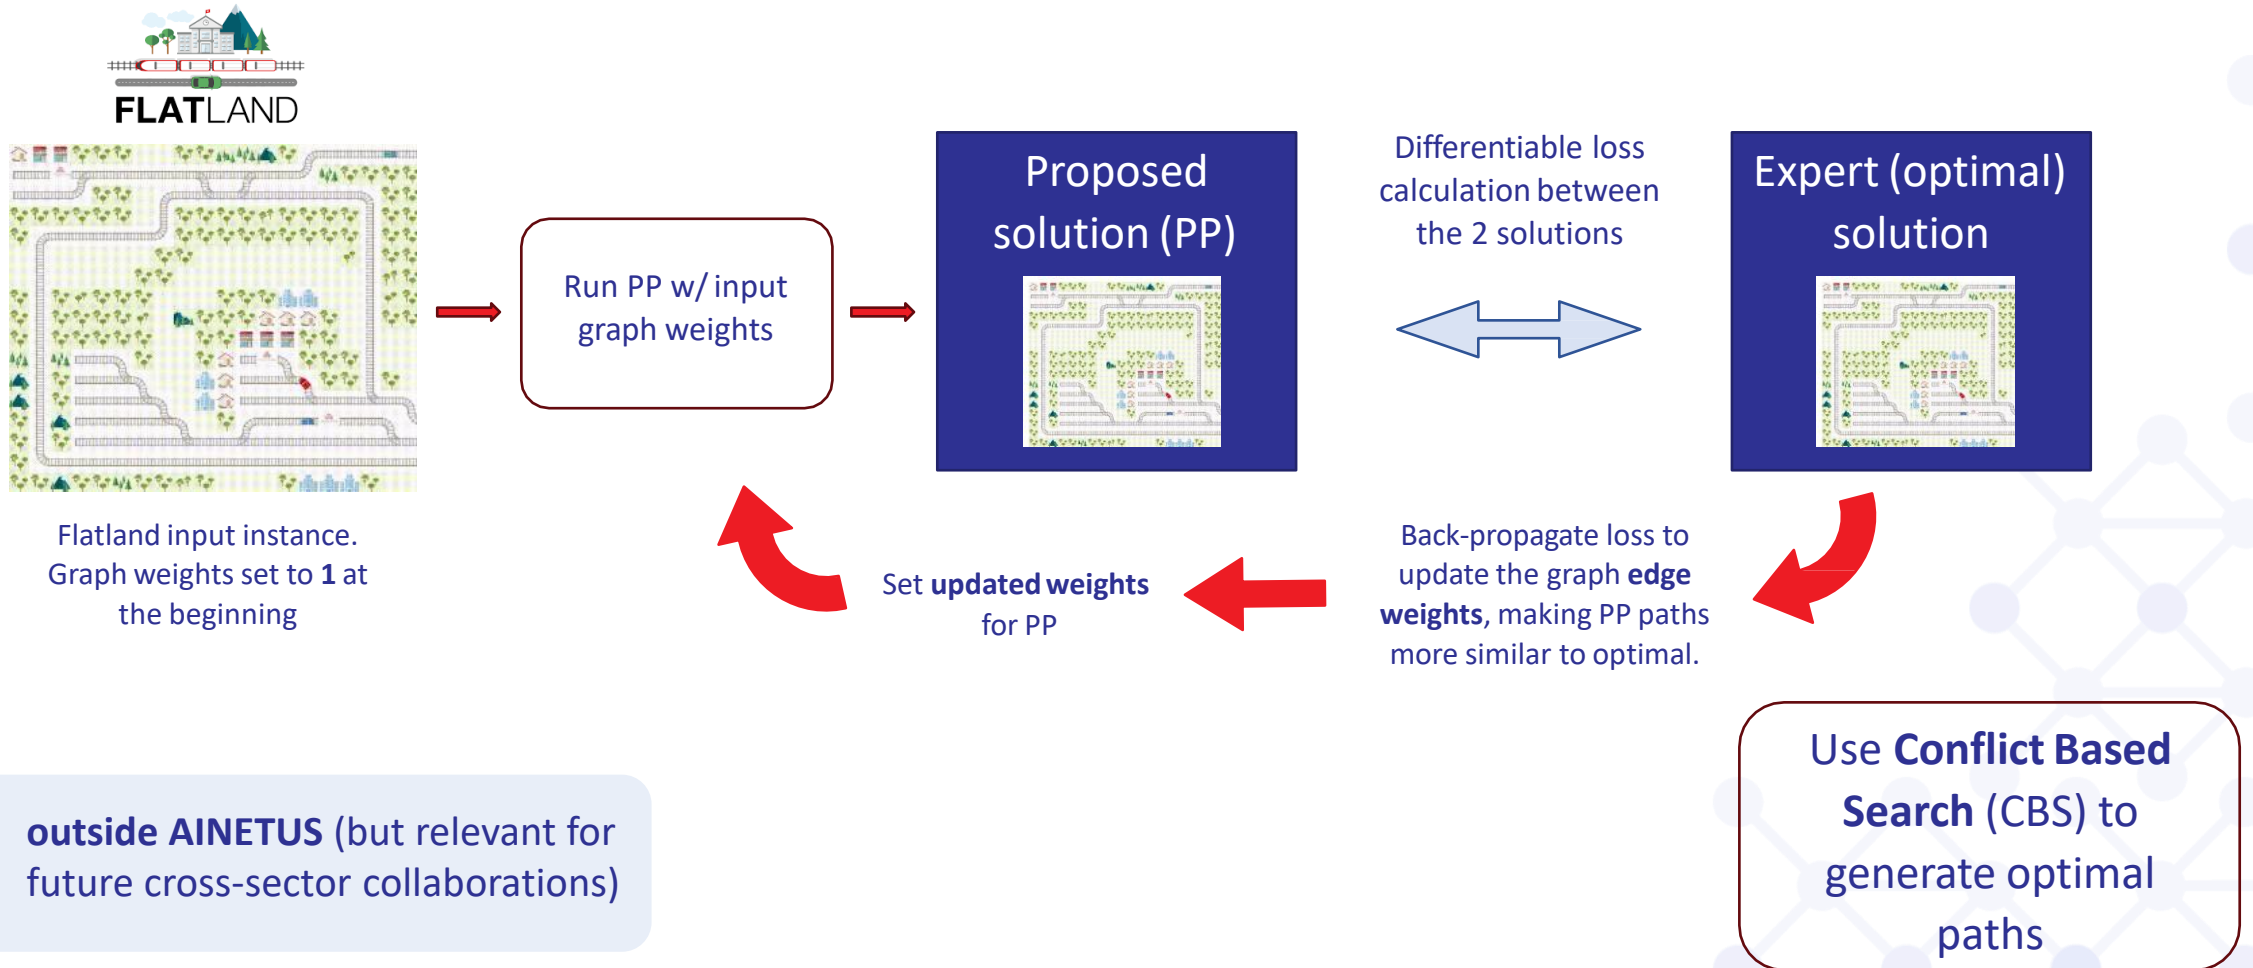 FLATLAND
Flatland input instance.
Graph weights set to 1 at
the beginning
Run PP w/ input
graph weights
Proposed
solution (PP)
Differentiable loss
calculation between
the 2 solutions
Expert (optimal)
solution
Back-propagate loss to
update the graph edge
weights, making PP paths
more similar to optimal.
Set updated weights
for PP
Use Conflict Based
Search (CBS) to
generate optimal
paths
outside AINETUS (but relevant for
future cross-sector collaborations)